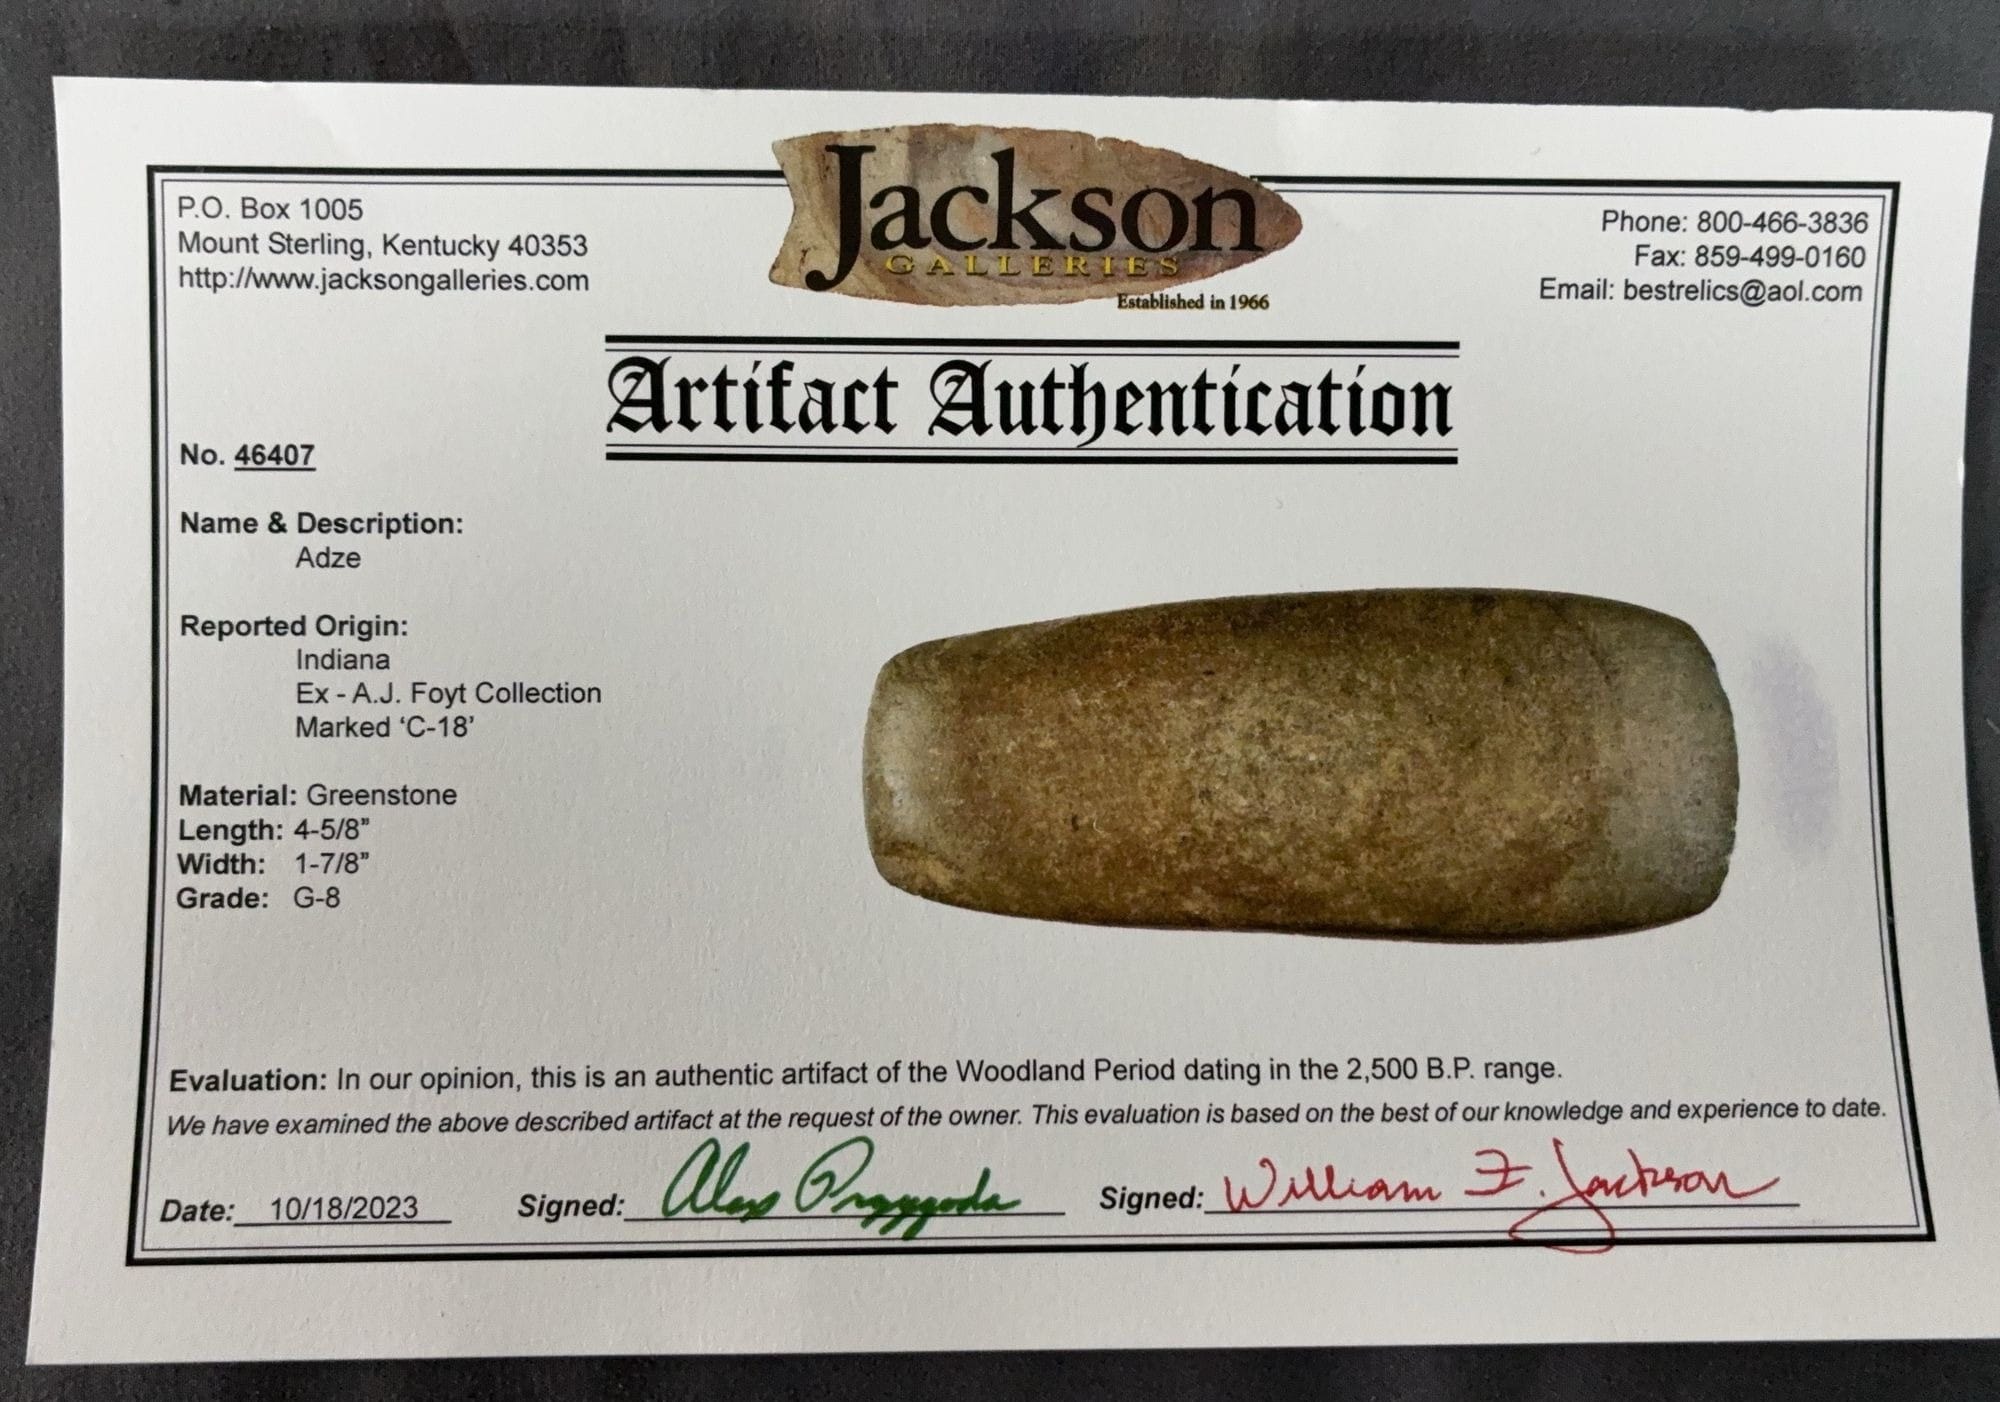 P.O. Box 1005
Mount Sterling, Kentucky 40353
http://www.jacksongalleries.com
Jackson
GALLERIES
Established in 1966
Phone: 800-466-3836
Fax: 859-499-0160
Email: bestrelics@aol.com
Artifact Authentication
No. 46407
Name & Description:
Adze
Reported Origin:
Indiana
Ex - A.J. Foyt Collection
Marked ‘C-18’
Material: Greenstone
Length: 4-5/8”
Width: 1-7/8”
Grade: G-8
Evaluation: In our opinion, this is an authentic artifact of the Woodland Period dating in the 2,500 B.P. range.
We have examined the above described artifact at the request of the owner. This evaluation is based on the best of our knowledge and experience to date.
Date: 10/18/2023 Signed: Alex Signed: William F. Jackson